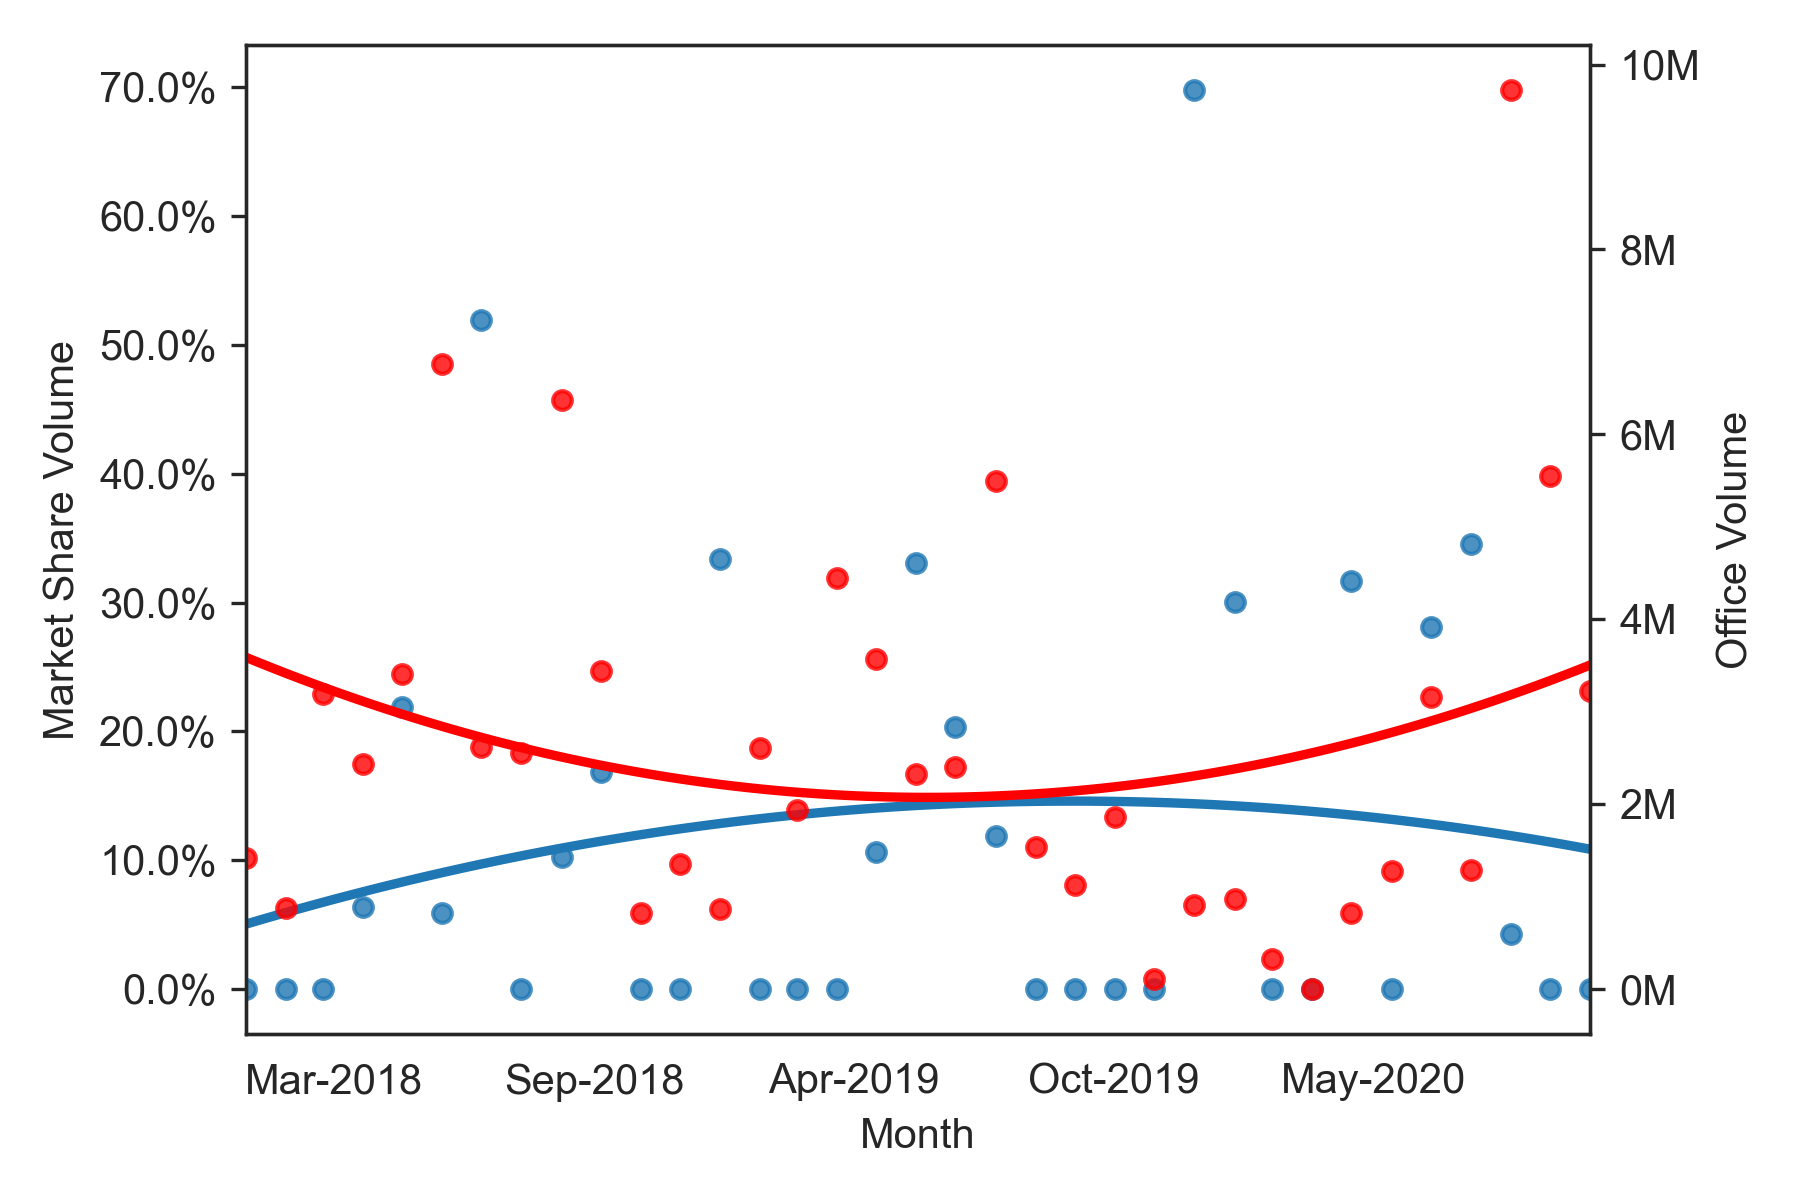 70.0%
60.0%
50.0%
40.0%
30.0%
20.0%
10.0%
0.0%
Market Share Volume
10M
8M
6M
4M
2M
0M
Office Volume
Mar-2018
Sep-2018
Apr-2019
Oct-2019
May-2020
Month